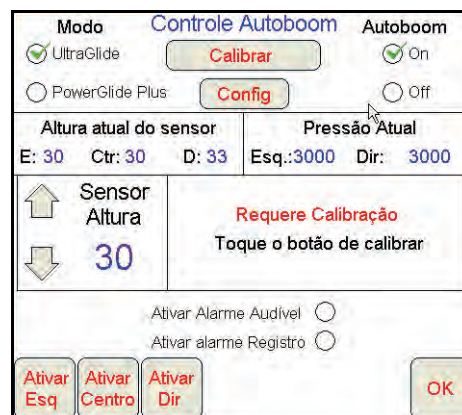 Modo Controle Autoboom Autoboom
UltraGlide Calibrar On
PowerGlide Plus Config Off
Altura atual do sensor Pressão Atual
E: 30 Ctr: 30 D: 33 Esq.:3000 Dir: 3000
Sensor
Altura
30
Requere Calibração
Toque o botão de calibrar
Ativar Alarme Audível
Ativar alarme Registro
Ativar Esq
Ativar Centro
Ativar Dir
OK